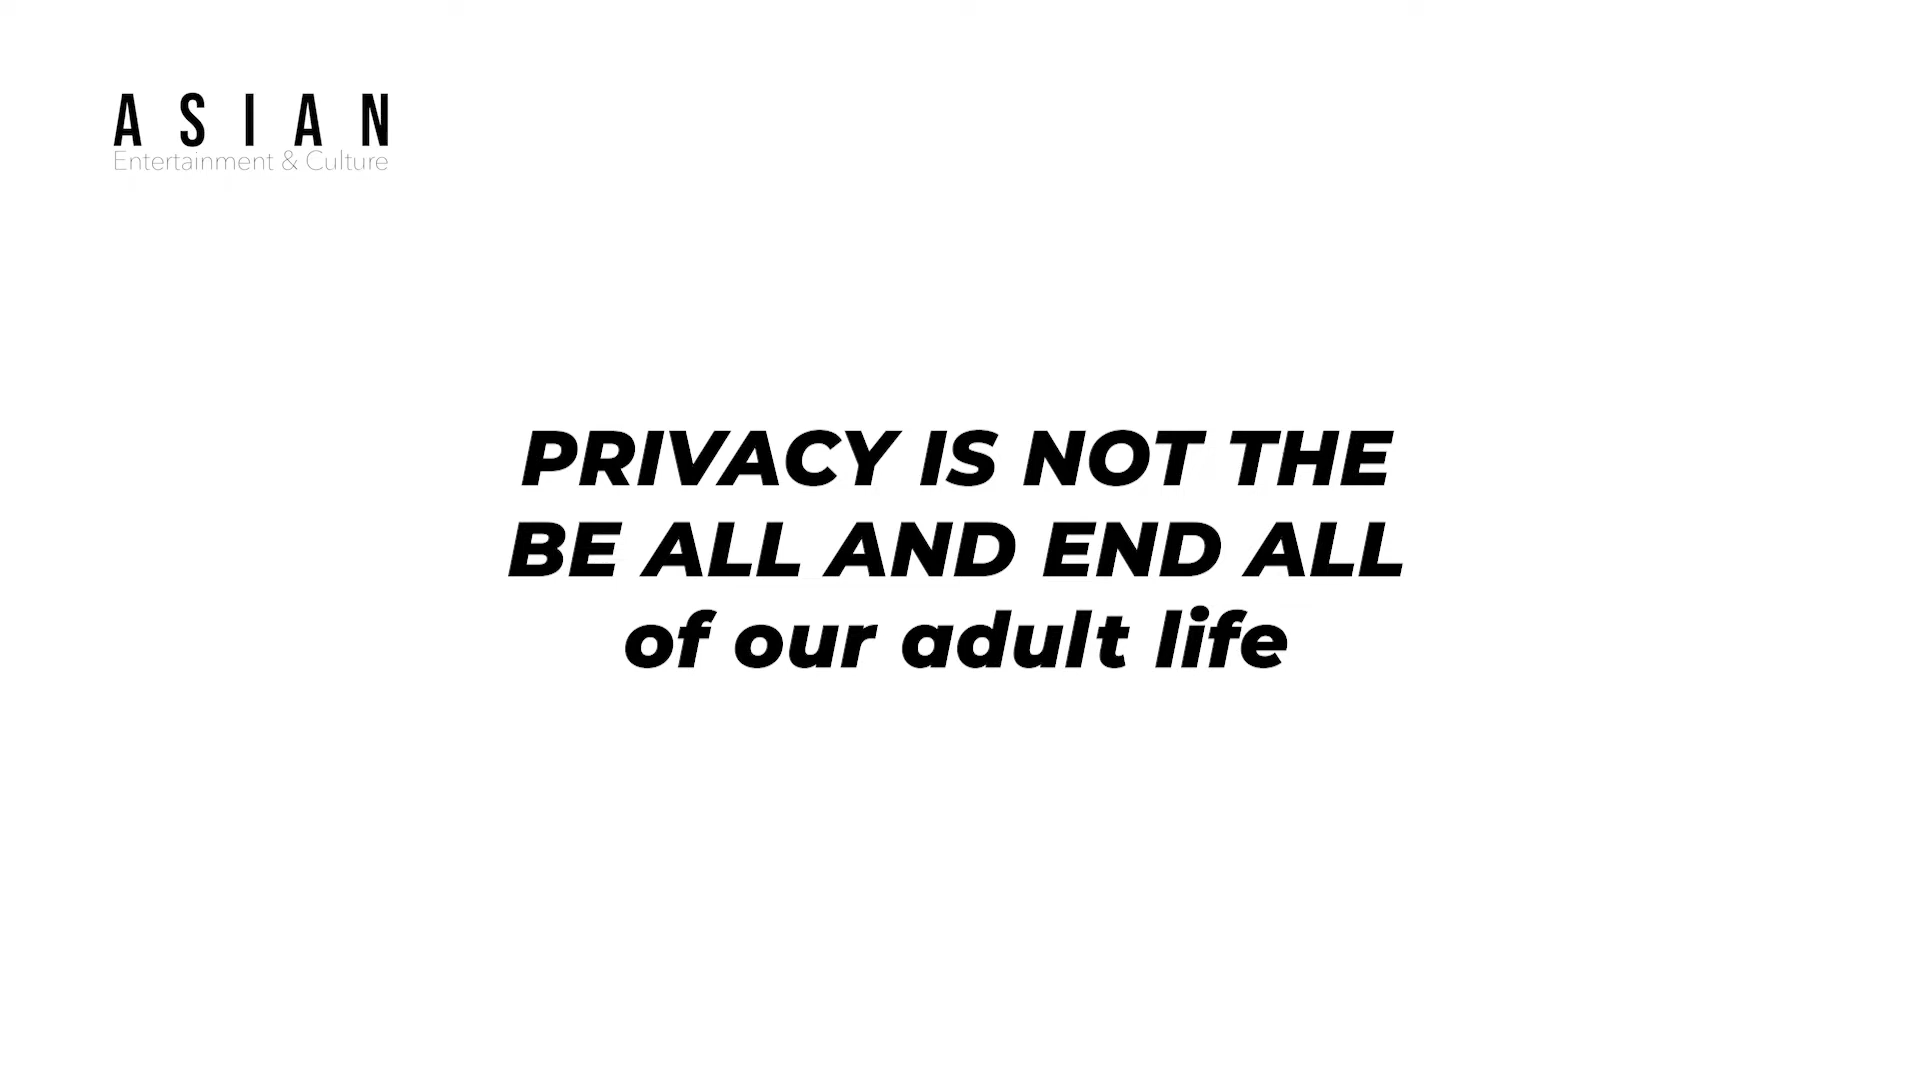 ASIAN
Entertainment & Culture
PRIVACY IS NOT THE
BE ALL AND END ALL
of our adult life